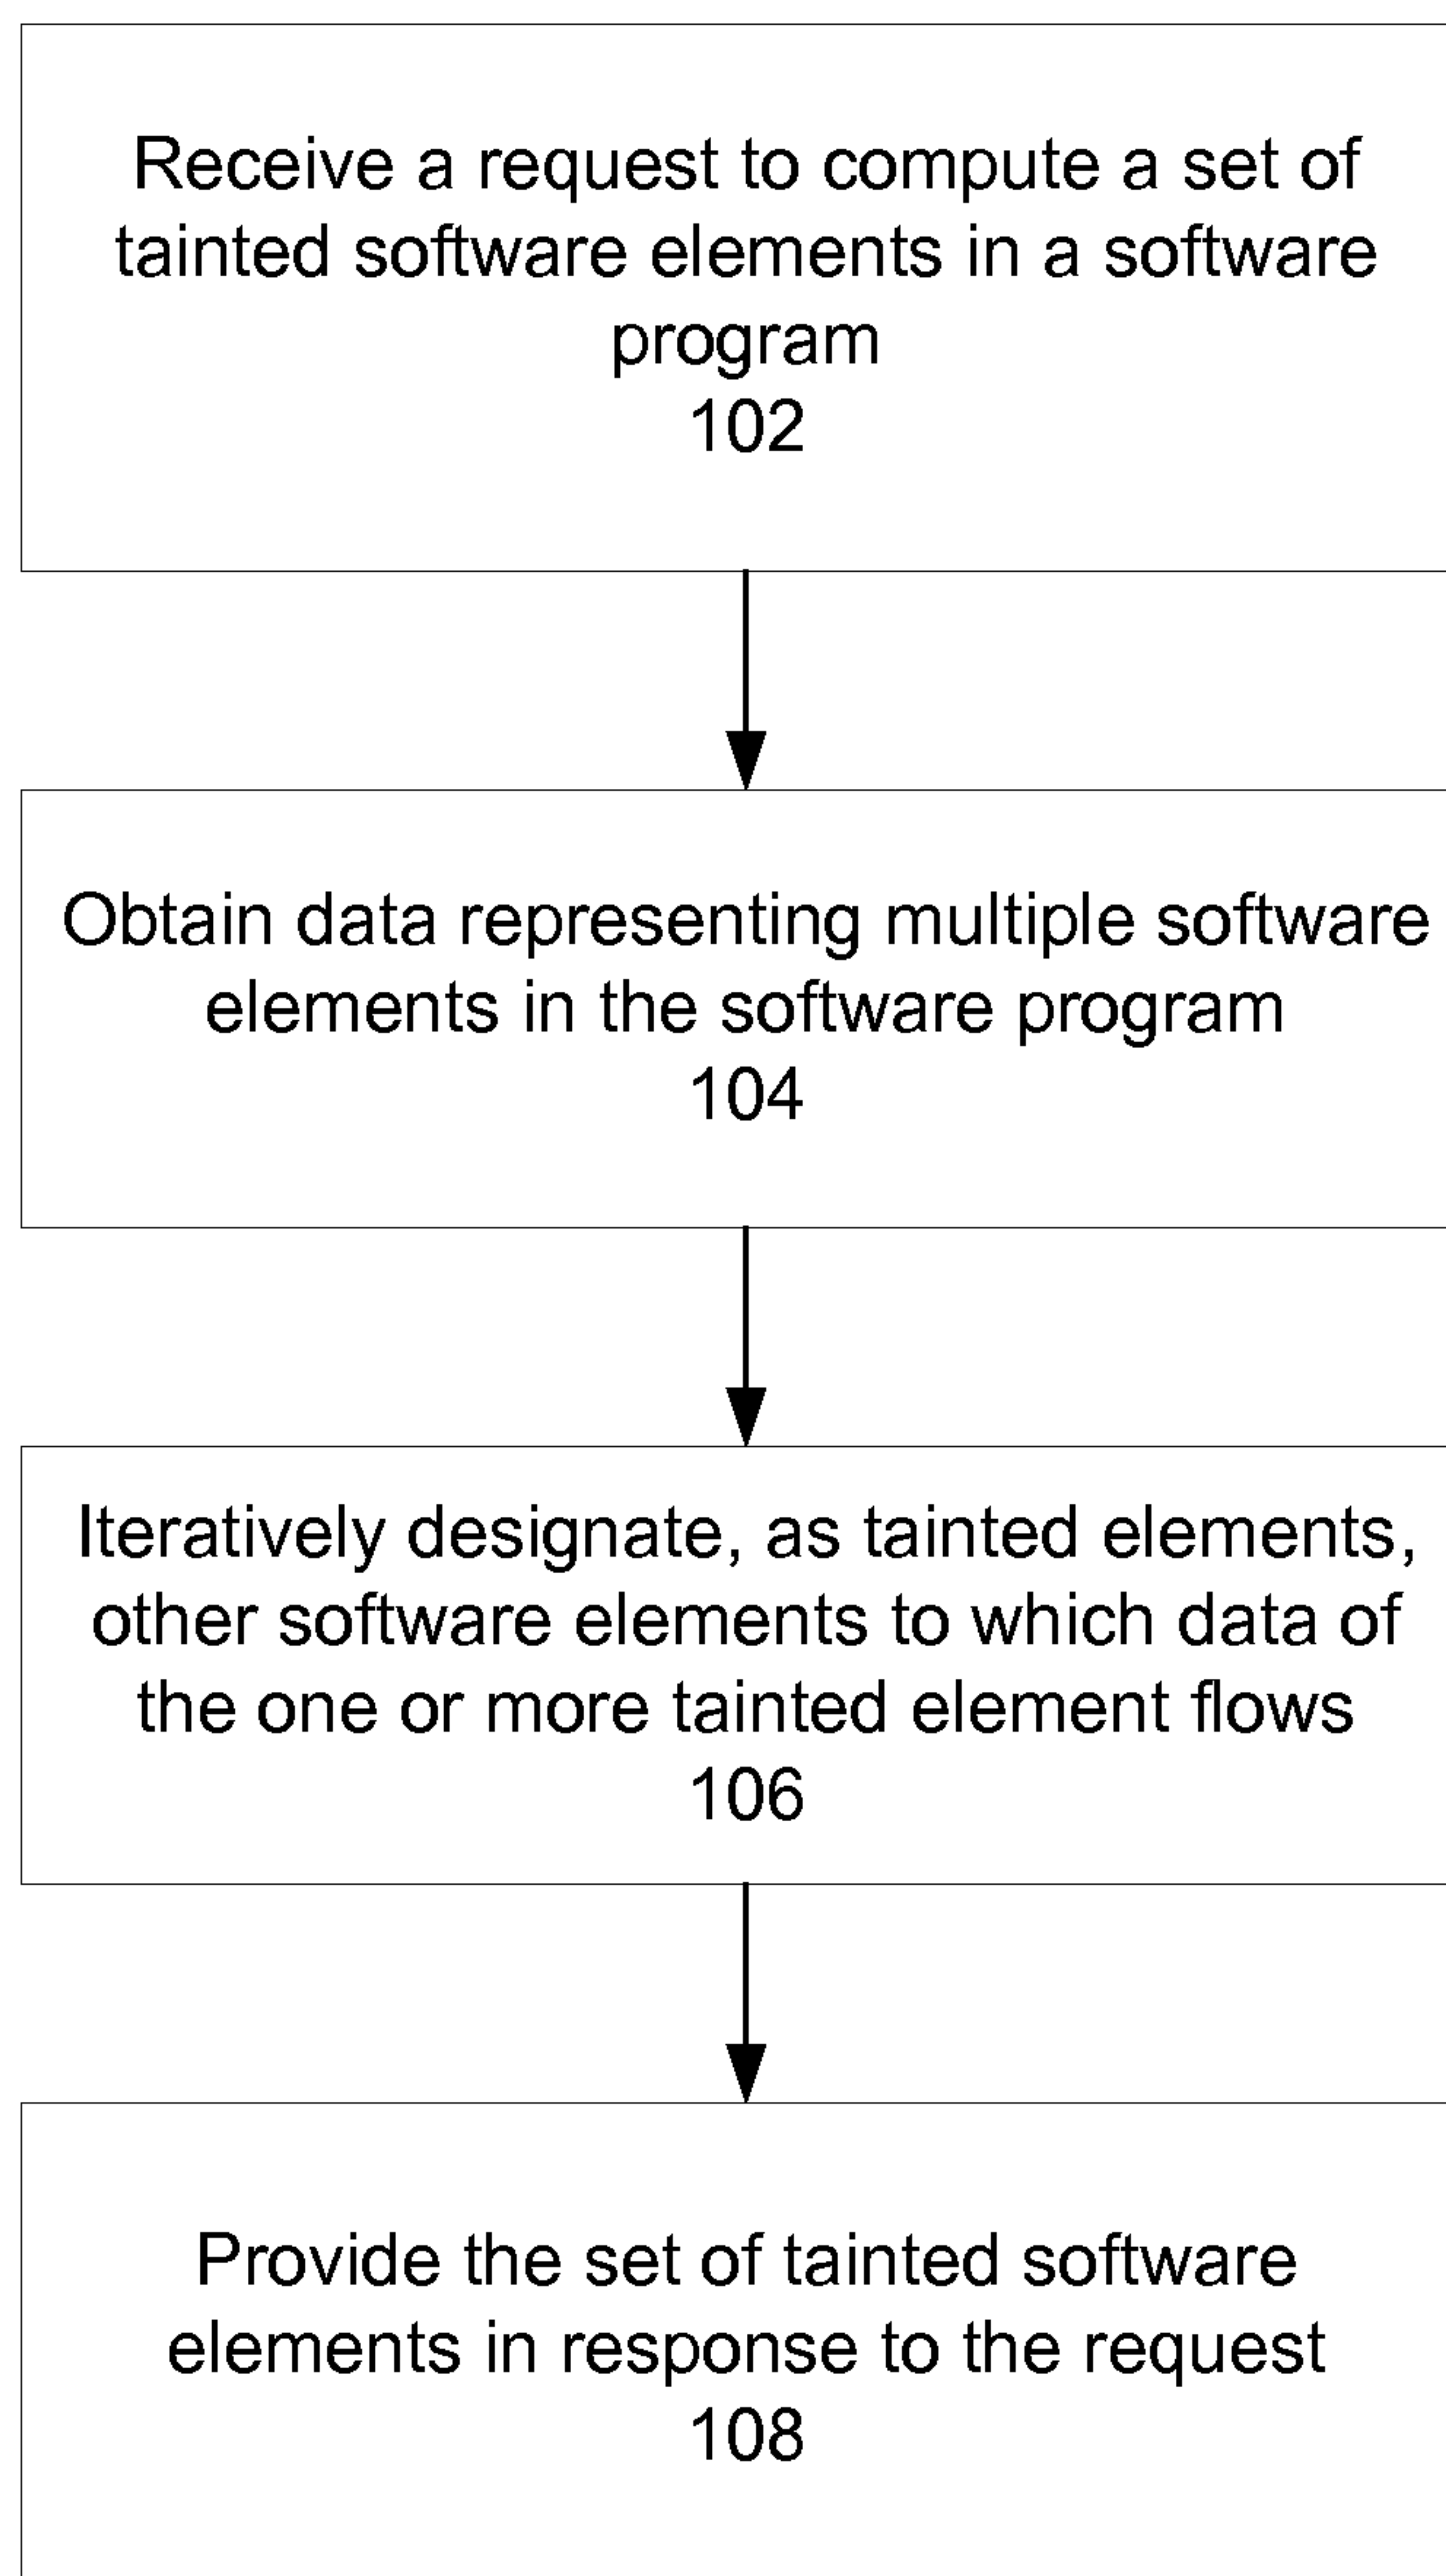 Receive a request to compute a set of
tainted software elements in a software
program
102
Obtain data representing multiple software
elements in the software program
104
Iteratively designate, as tainted elements,
other software elements to which data of
the one or more tainted element flows
106
Provide the set of tainted software
elements in response to the request
108